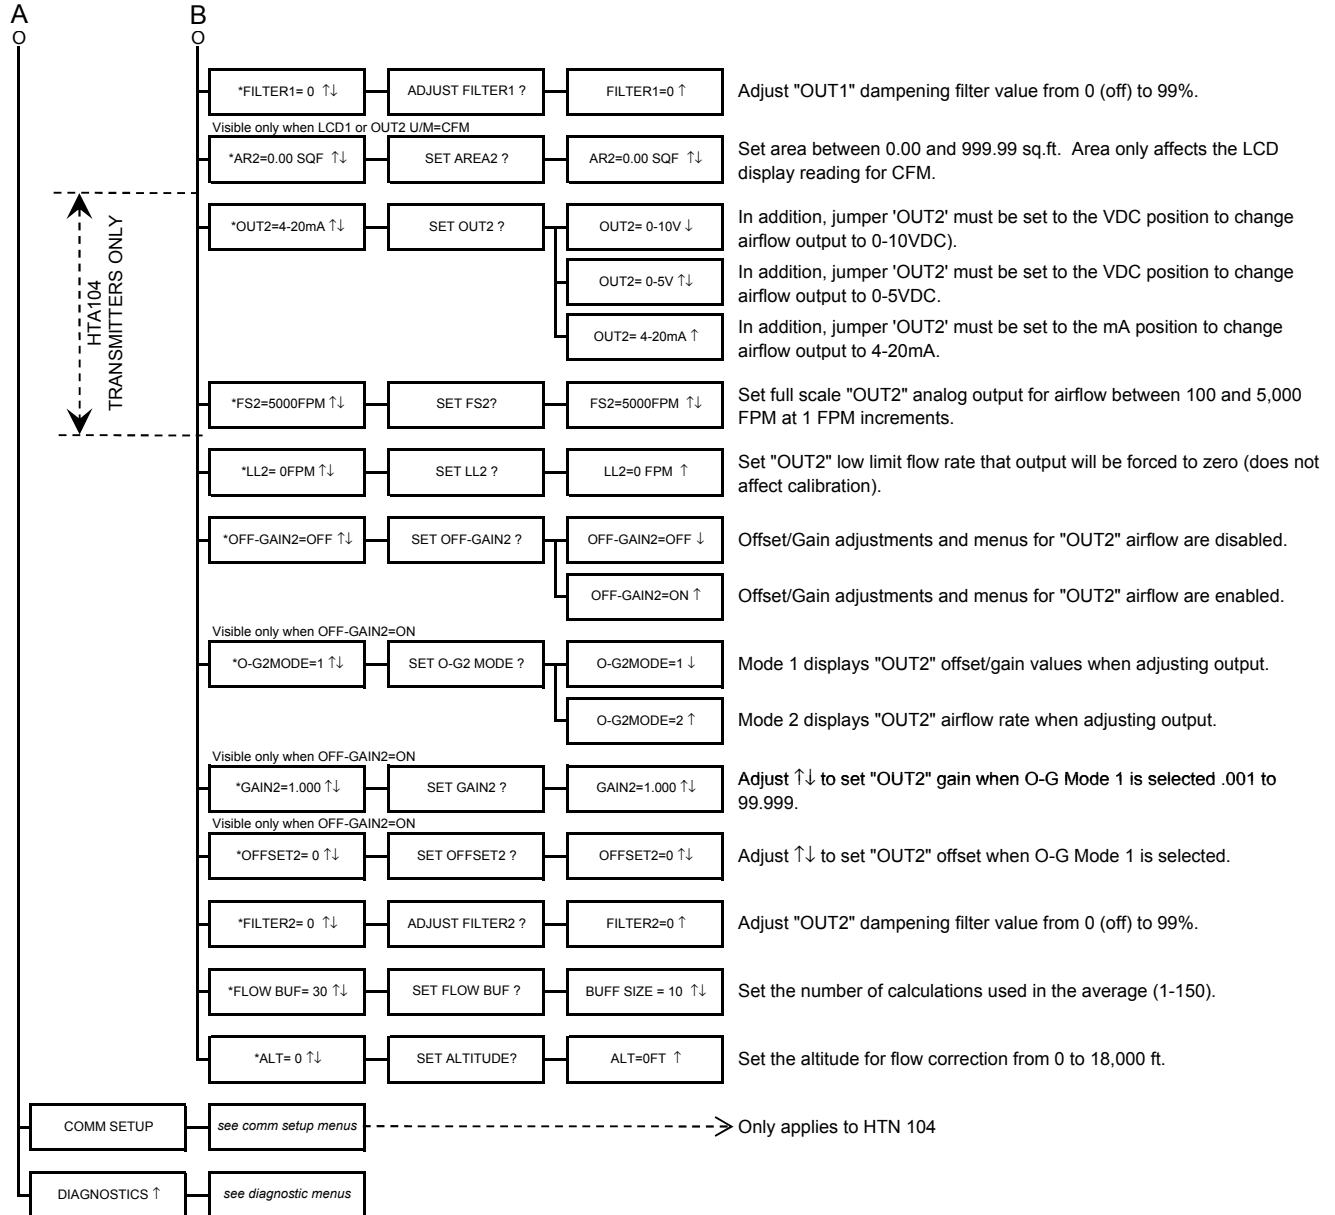 A
B
O
O
*FILTER1= 0 ↑↓
ADJUST FILTER1 ?
FILTER1=0 ↑
Adjust "OUT1" dampening filter value from 0 (off) to 99%.
Visible only when LCD1 or OUT2 U/M=CFM
*AR2=0.00 SQF ↑↓
SET AREA2 ?
AR2=0.00 SQF ↑↓
Set area between 0.00 and 999.99 sq.ft. Area only affects the LCD
display reading for CFM.
HTA104
TRANSMITTERS ONLY
*OUT2=4-20mA ↑↓
SET OUT2 ?
OUT2= 0-10V ↓
In addition, jumper 'OUT2' must be set to the VDC position to change
airflow output to 0-10VDC).
OUT2= 0-5V ↑↓
In addition, jumper 'OUT2' must be set to the VDC position to change
airflow output to 0-5VDC.
OUT2= 4-20mA ↑
In addition, jumper 'OUT2' must be set to the mA position to change
airflow output to 4-20mA.
*FS2=5000FPM ↑↓
SET FS2?
FS2=5000FPM ↑↓
Set full scale "OUT2" analog output for airflow between 100 and 5,000
FPM at 1 FPM increments.
*LL2= 0FPM ↑↓
SET LL2 ?
LL2=0 FPM ↑
Set "OUT2" low limit flow rate that output will be forced to zero (does not
affect calibration).
*OFF-GAIN2=OFF ↑↓
SET OFF-GAIN2 ?
OFF-GAIN2=OFF ↓
Offset/Gain adjustments and menus for "OUT2" airflow are disabled.
OFF-GAIN2=ON ↑
Offset/Gain adjustments and menus for "OUT2" airflow are enabled.
Visible only when OFF-GAIN2=ON
*O-G2MODE=1 ↑↓
SET O-G2 MODE ?
O-G2MODE=1 ↓
Mode 1 displays "OUT2" offset/gain values when adjusting output.
O-G2MODE=2 ↑
Mode 2 displays "OUT2" airflow rate when adjusting output.
Visible only when OFF-GAIN2=ON
*GAIN2=1.000 ↑↓
SET GAIN2 ?
GAIN2=1.000 ↑↓
Adjust ↑↓ to set "OUT2" gain when O-G Mode 1 is selected .001 to
99.999.
Visible only when OFF-GAIN2=ON
*OFFSET2= 0 ↑↓
SET OFFSET2 ?
OFFSET2=0 ↑↓
Adjust ↑↓ to set "OUT2" offset when O-G Mode 1 is selected.
*FILTER2= 0 ↑↓
ADJUST FILTER2 ?
FILTER2=0 ↑
Adjust "OUT2" dampening filter value from 0 (off) to 99%.
*FLOW BUF= 30 ↑↓
SET FLOW BUF ?
BUFF SIZE = 10 ↑↓
Set the number of calculations used in the average (1-150).
*ALT= 0 ↑↓
SET ALTITUDE?
ALT=0FT ↑
Set the altitude for flow correction from 0 to 18,000 ft.
COMM SETUP
see comm setup menus
Only applies to HTN 104
DIAGNOSTICS ↑
see diagnostic menus